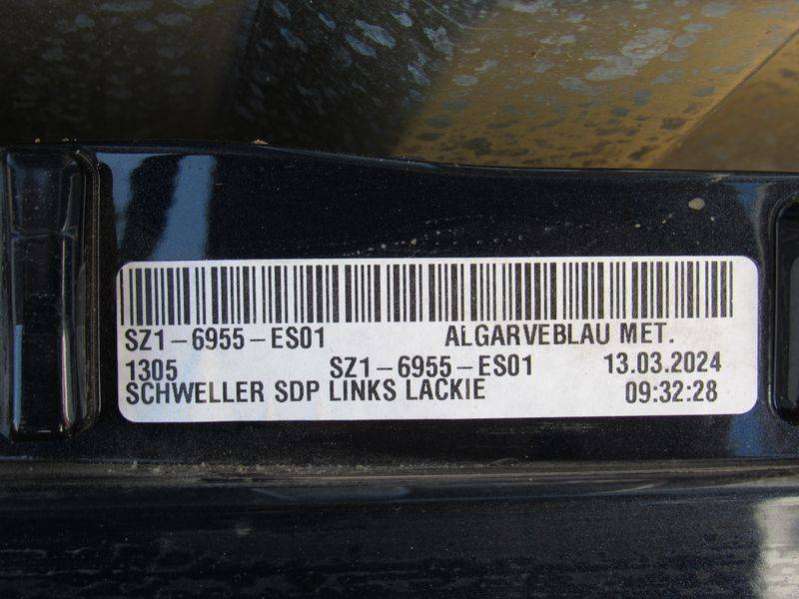 SZ1-6955-ES01 ALGARVEBLAU MET.
1305 SZ1-6955-ES01 13.03.2024
SCHWELLER SDP LINKS LACKIE 09:32:28